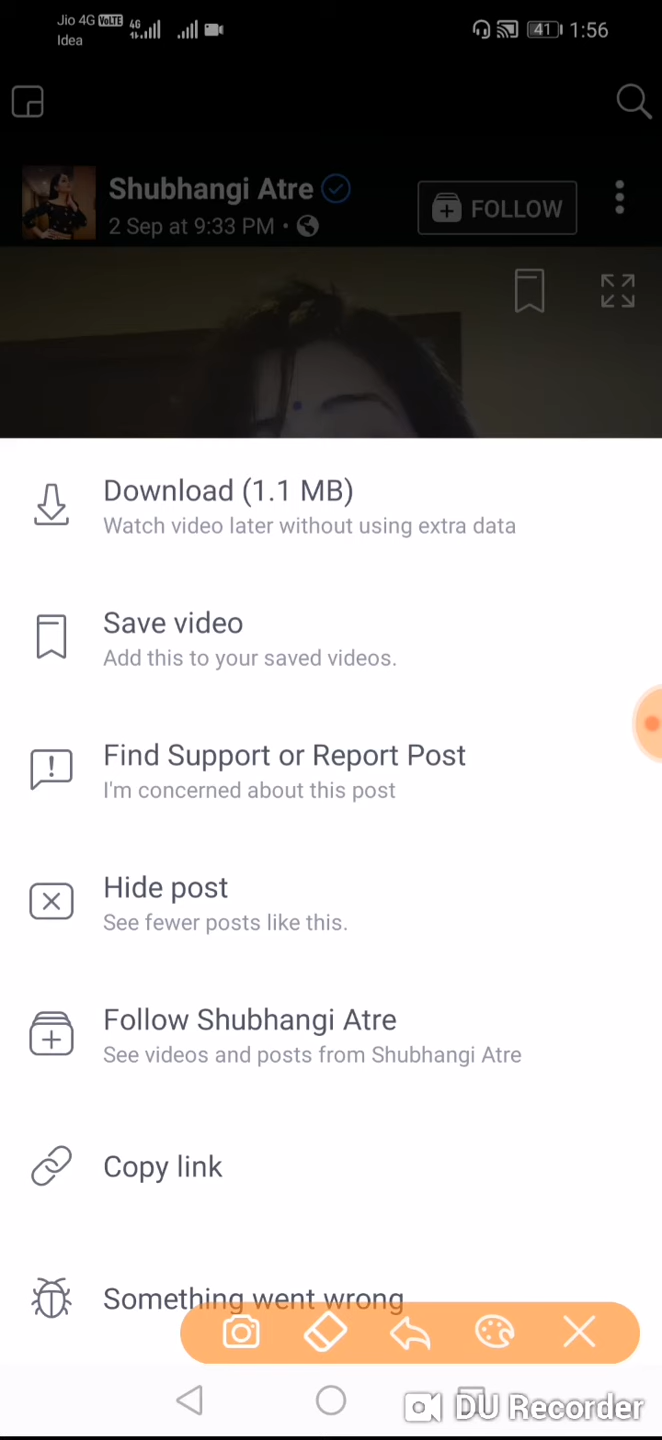 Jio 4G VoLTE 4G 41 1:56
Idea
Shubhangi Atre
2 Sep at 9:33 PM •
FOLLOW
Download (1.1 MB)
Watch video later without using extra data
Save video
Add this to your saved videos.
Find Support or Report Post
I'm concerned about this post
Hide post
See fewer posts like this.
Follow Shubhangi Atre
See videos and posts from Shubhangi Atre
Copy link
Something went wrong
DU Recorder